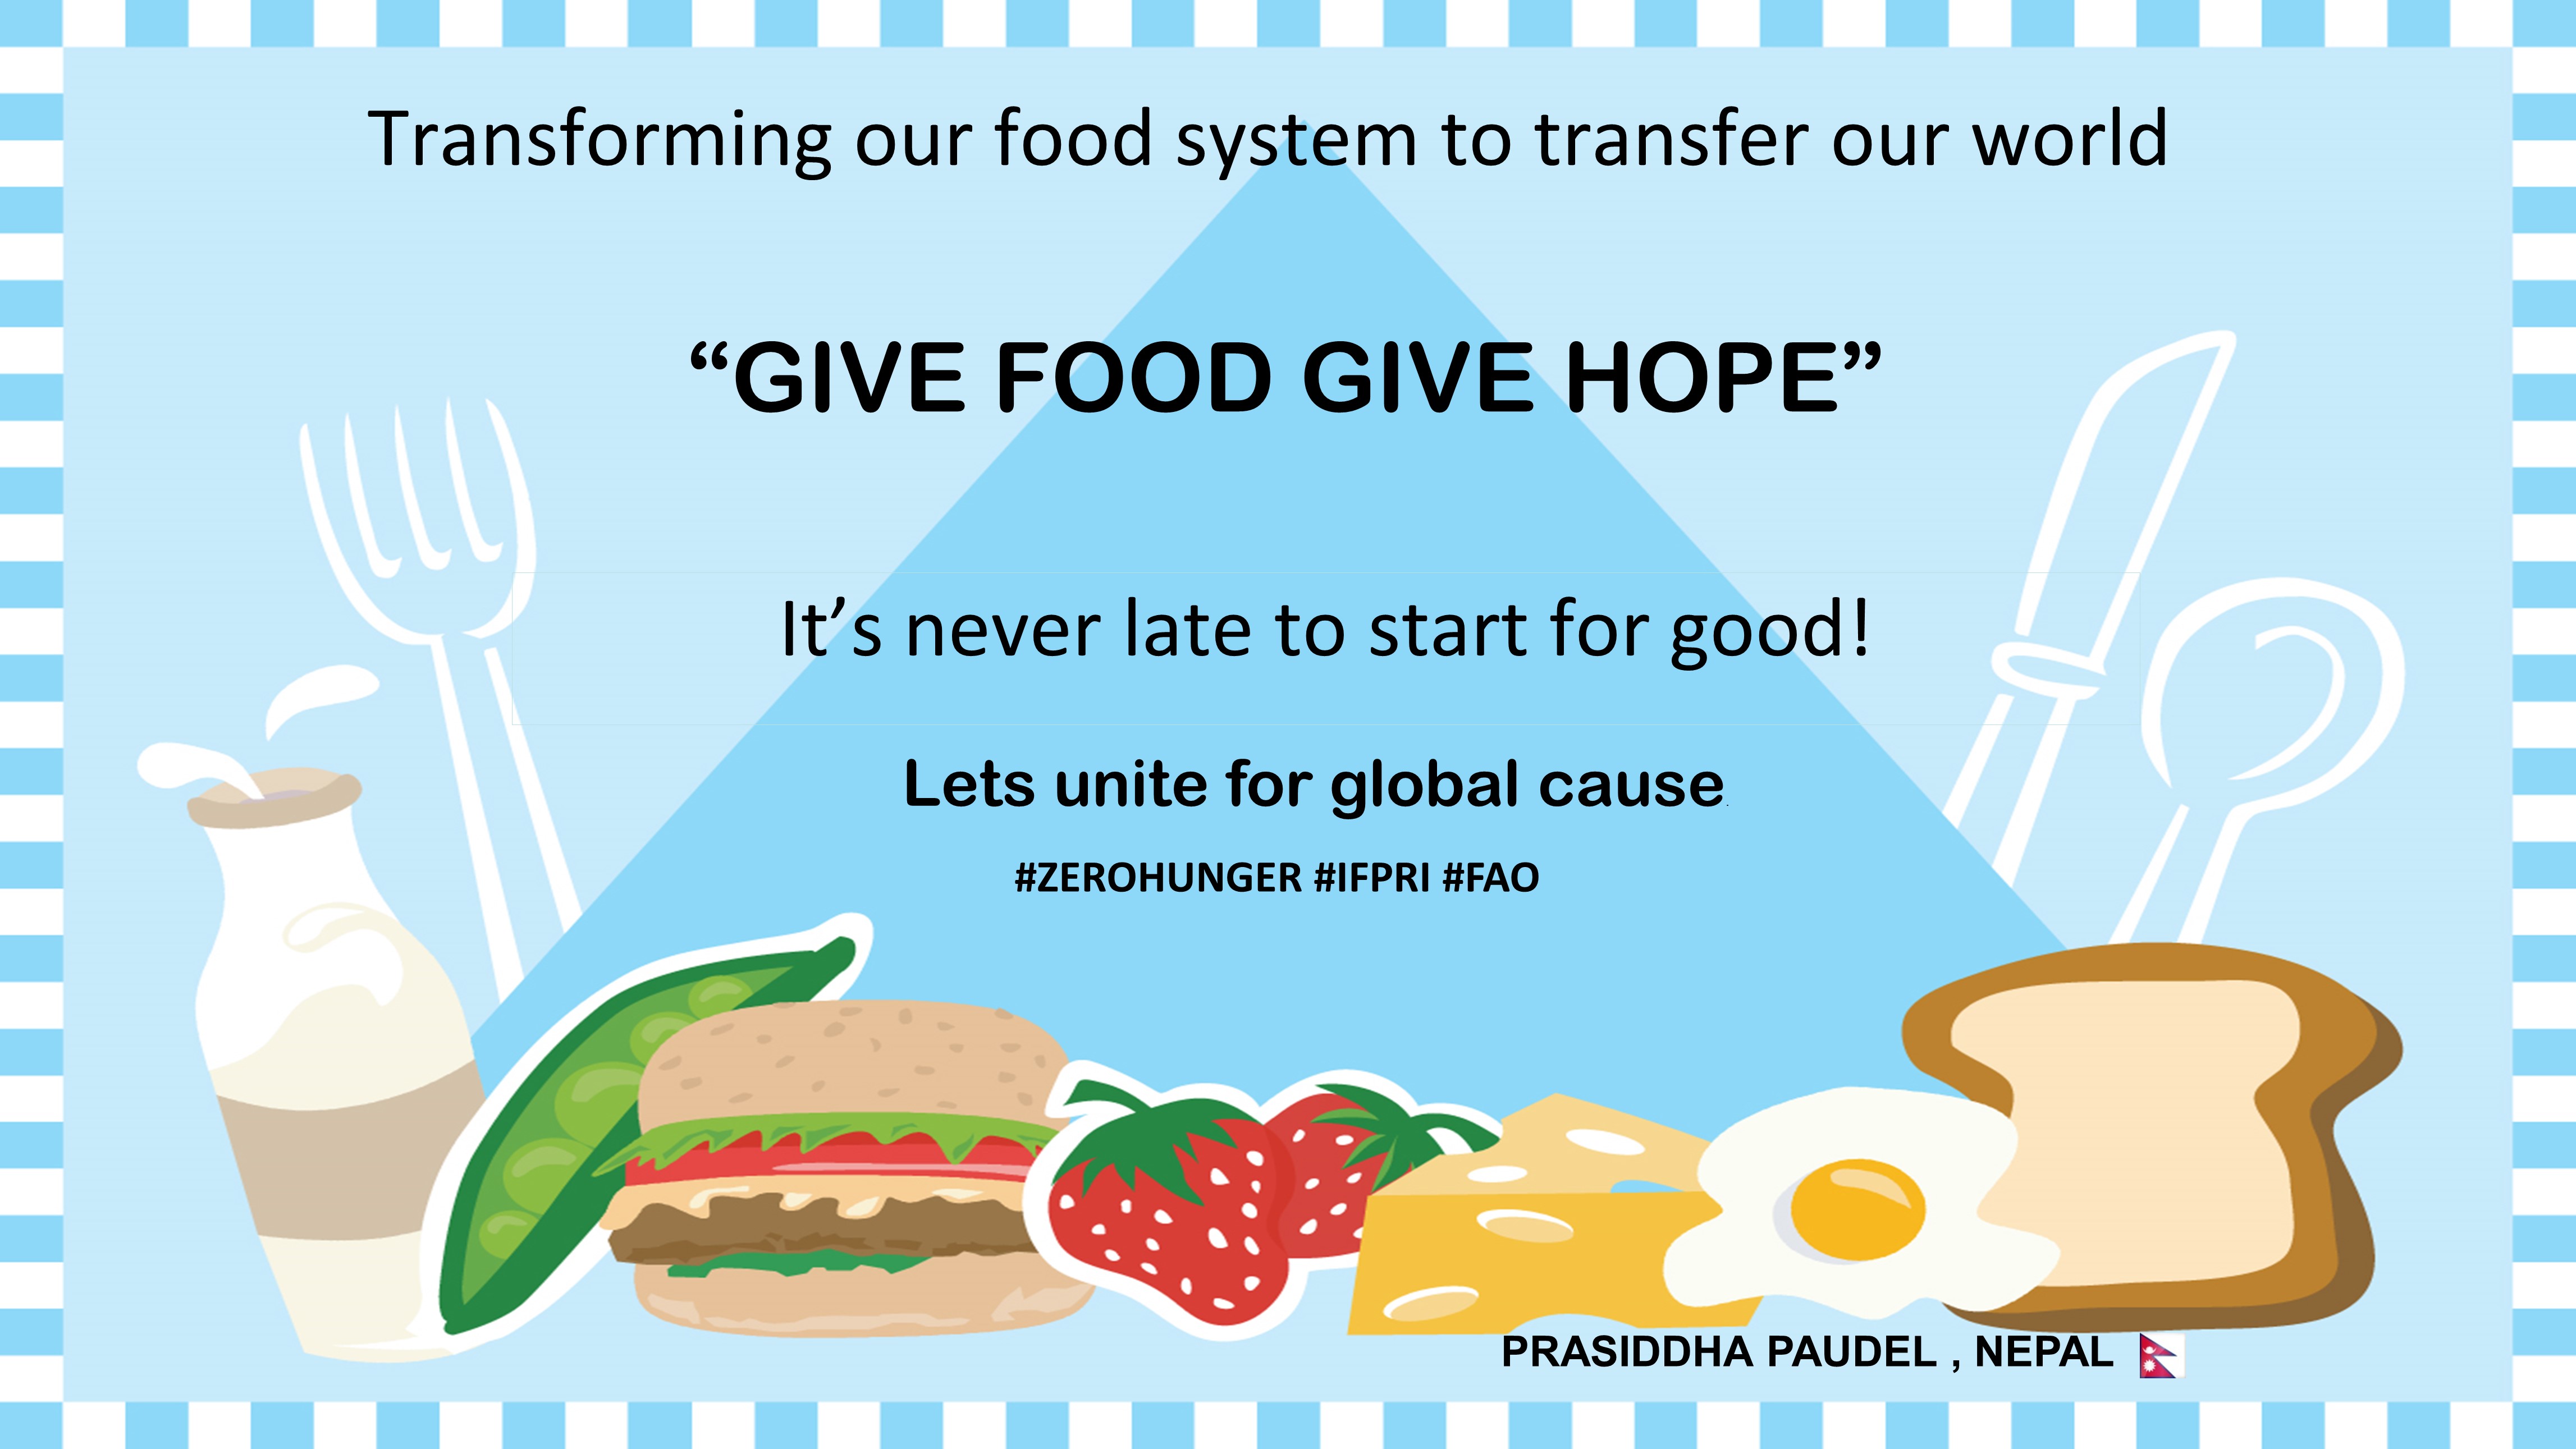 Transforming our food system to transfer our world
“GIVE FOOD GIVE HOPE”
It’s never late to start for good!
Lets unite for global cause.
#ZEROHUNGER #IFPRI #FAO
PRASIDDHA PAUDEL , NEPAL